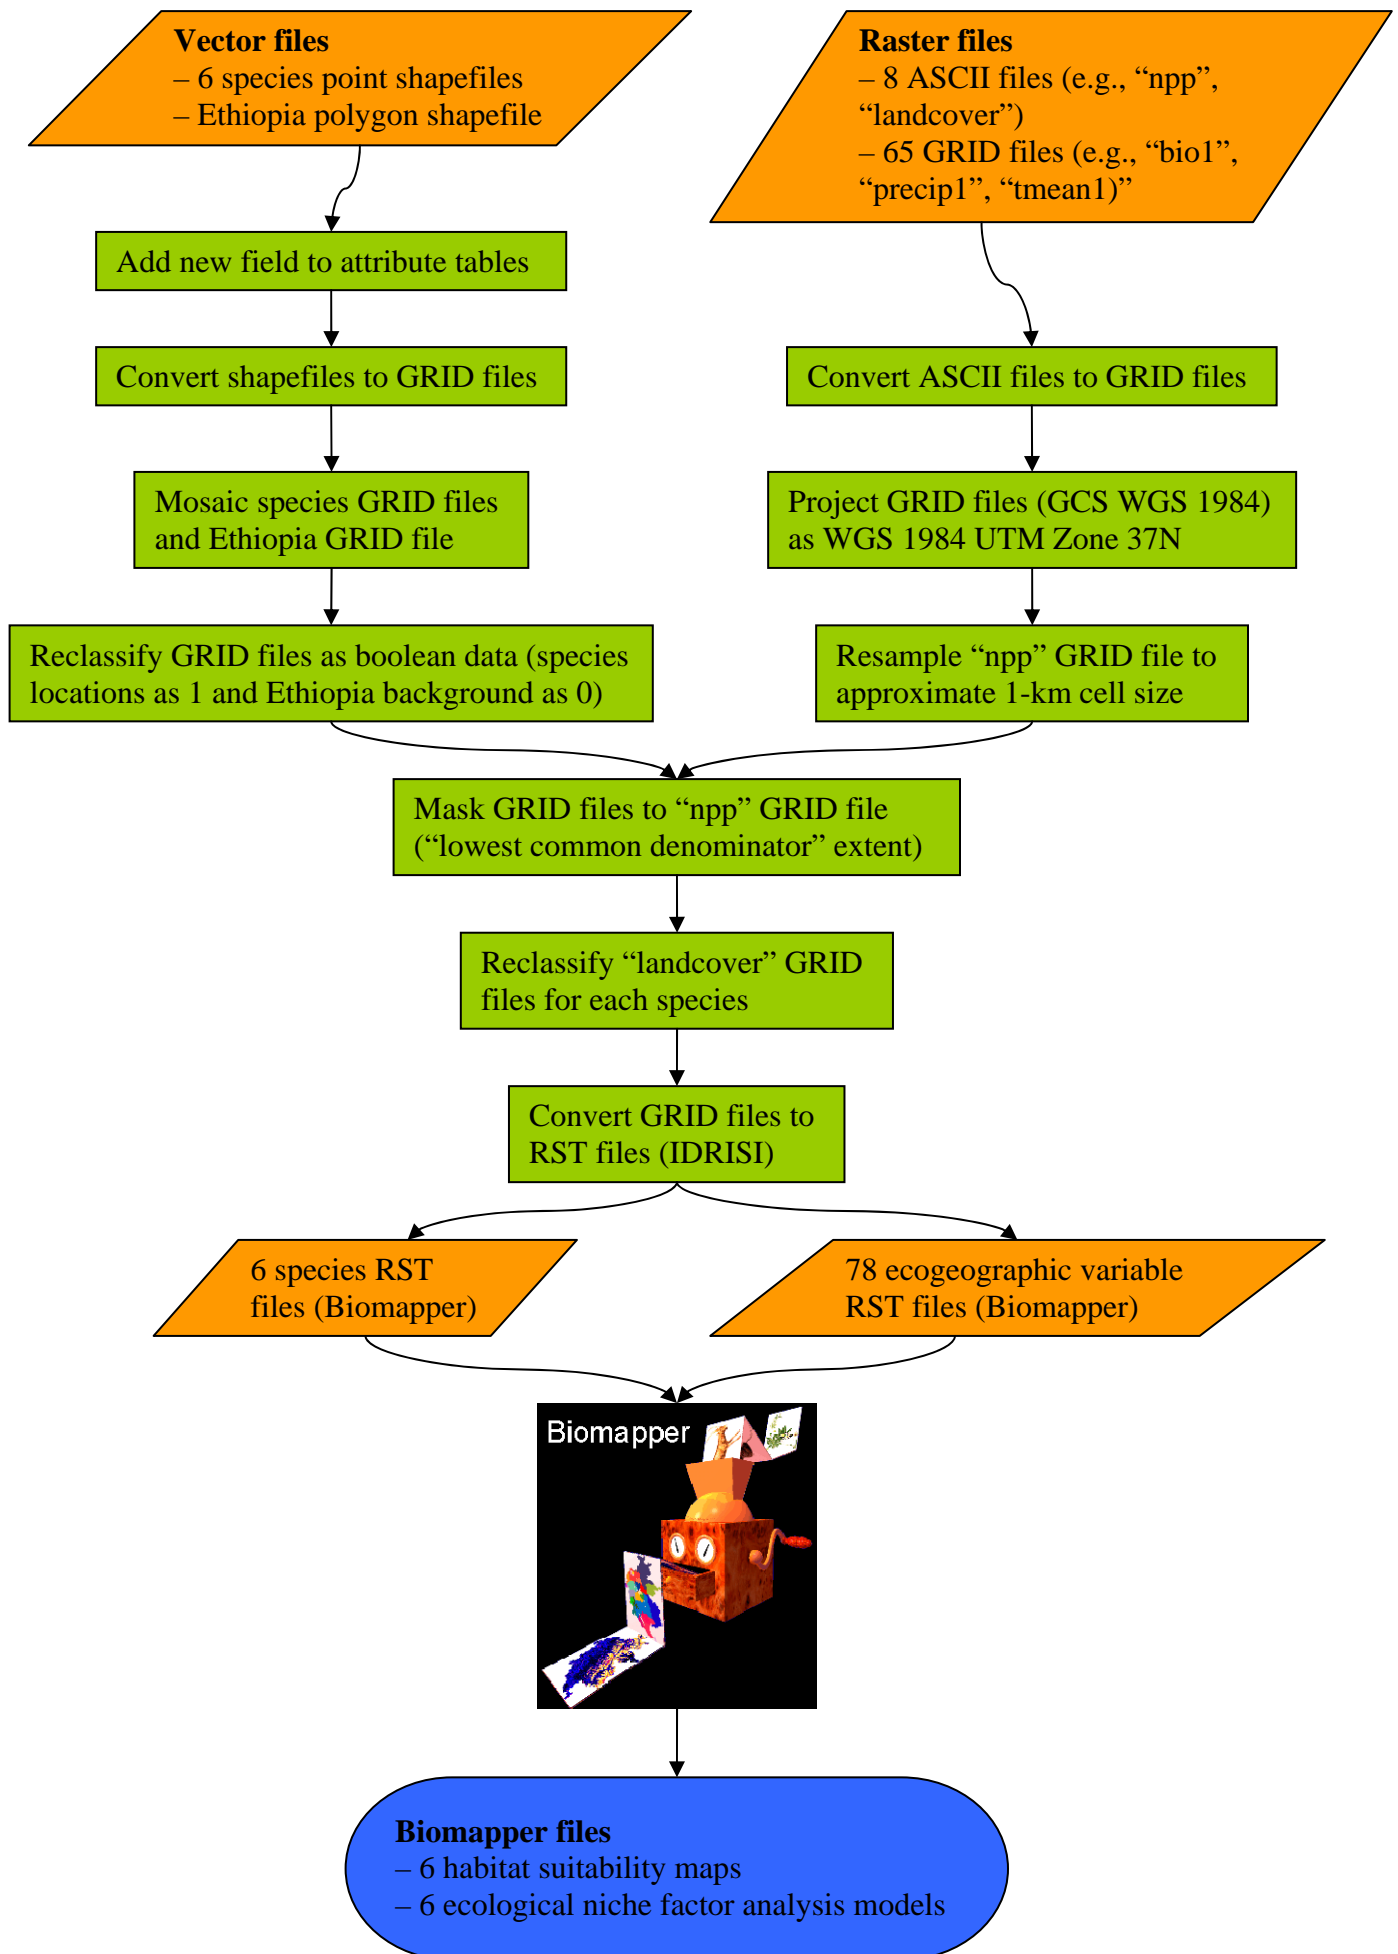 Vector files
– 6 species point shapefiles
– Ethiopia polygon shapefile
Raster files
– 8 ASCII files (e.g., “npp”,
“landcover”)
– 65 GRID files (e.g., “bio1”,
“precip1”, “tmean1)”
Add new field to attribute tables
Convert shapefiles to GRID files
Convert ASCII files to GRID files
Mosaic species GRID files
and Ethiopia GRID file
Project GRID files (GCS WGS 1984)
as WGS 1984 UTM Zone 37N
Reclassify GRID files as boolean data (species
locations as 1 and Ethiopia background as 0)
Resample “npp” GRID file to
approximate 1-km cell size
Mask GRID files to “npp” GRID file
(“lowest common denominator” extent)
Reclassify “landcover” GRID
files for each species
Convert GRID files to
RST files (IDRISI)
6 species RST
files (Biomapper)
78 ecogeographic variable
RST files (Biomapper)
Biomapper
Biomapper files
– 6 habitat suitability maps
– 6 ecological niche factor analysis models